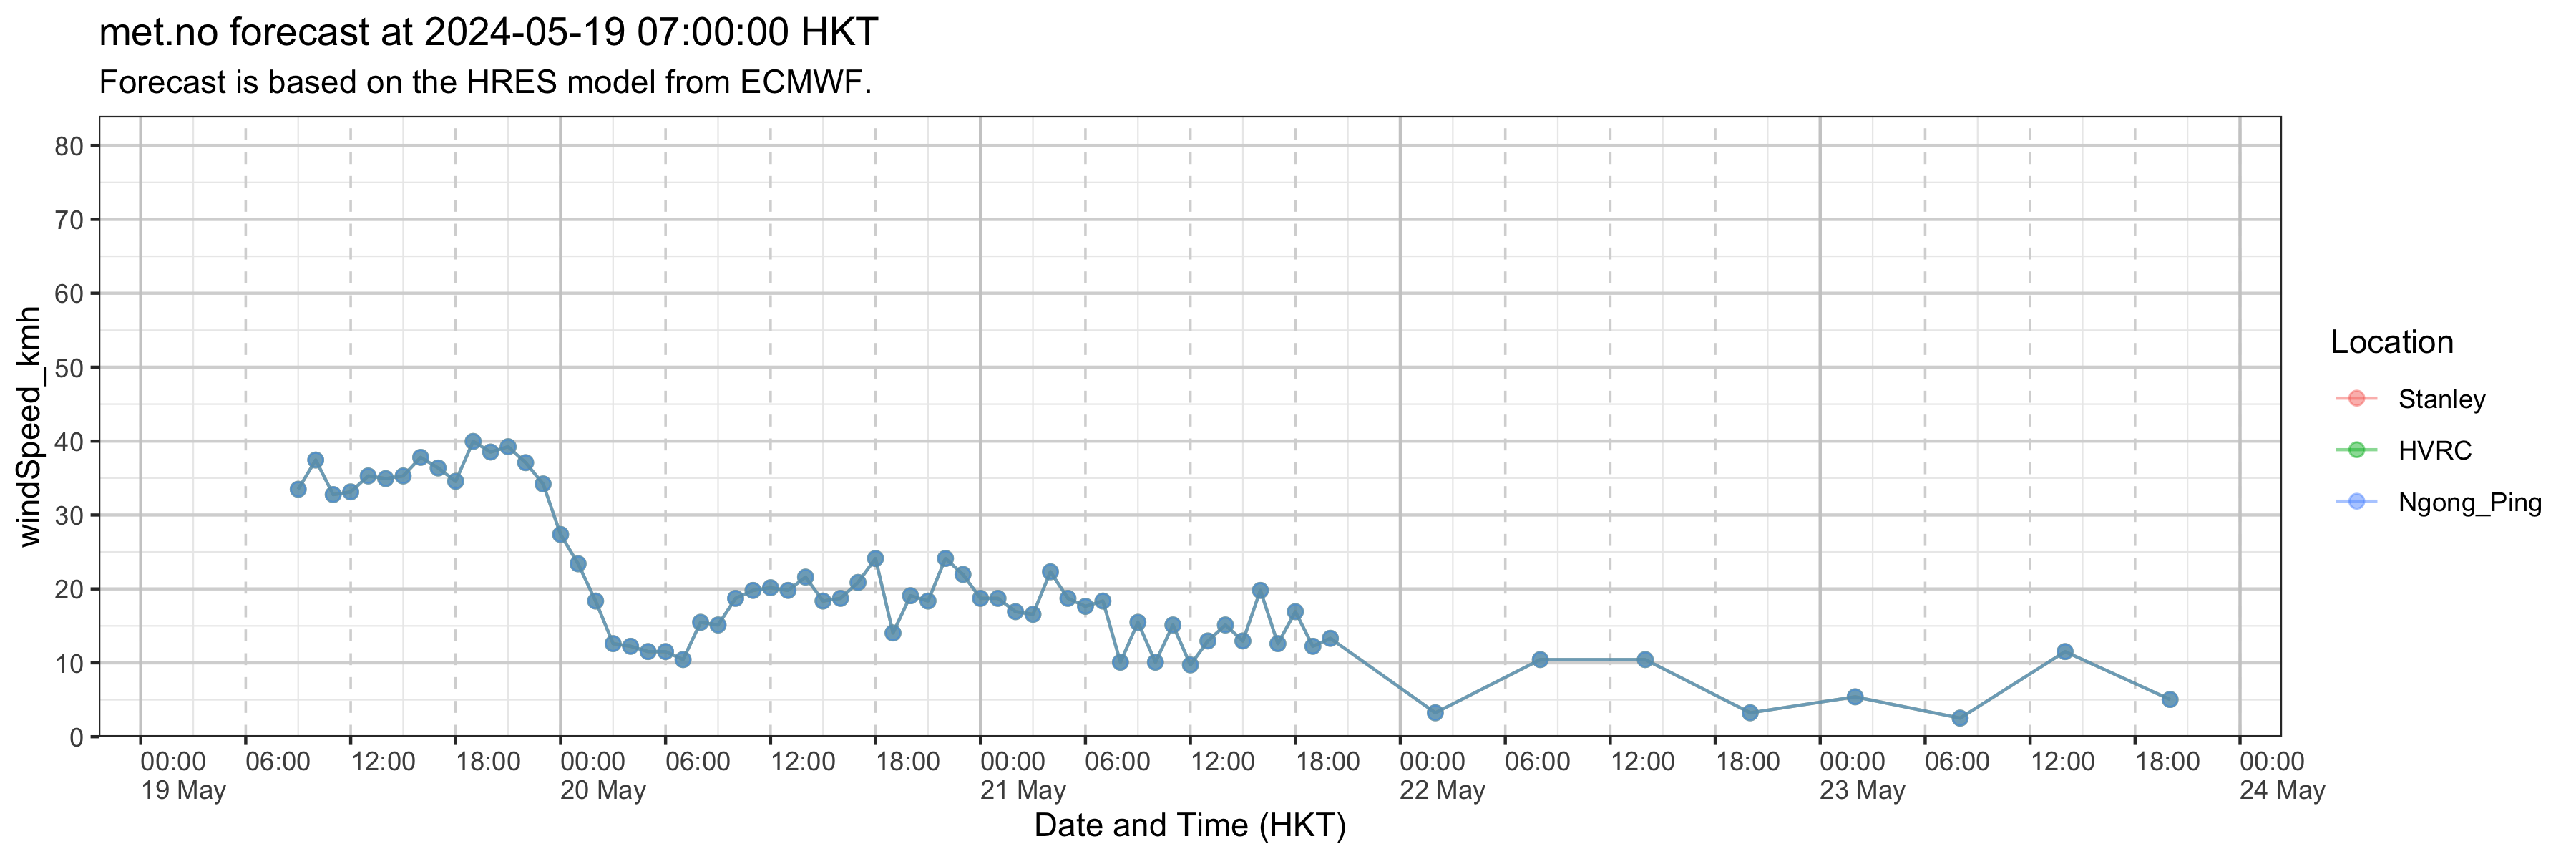 met.no forecast at 2024-05-19 07:00:00 HKT
Forecast is based on the HRES model from ECMWF.
windSpeed_kmh
80
70
60
50
40
30
20
10
0
00:00 06:00 12:00 18:00 00:00 06:00 12:00 18:00 00:00 06:00 12:00 18:00 00:00 06:00 12:00 18:00 00:00 06:00 12:00 18:00 00:00
19 May 20 May 21 May 22 May 23 May 24 May
Date and Time (HKT)
Location
Stanley
HVRC
Ngong_Ping